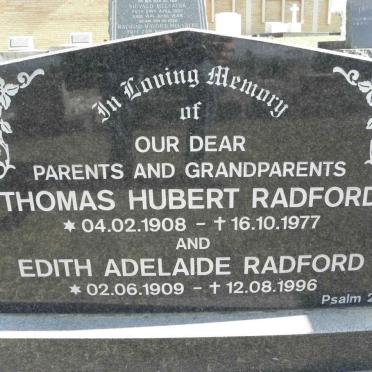 In Loving Memory
of
OUR DEAR
PARENTS AND GRANDPARENTS
THOMAS HUBERT RADFORD
* 04.02.1908 – † 16.10.1977
AND
EDITH ADELAIDE RADFORD
* 02.06.1909 – † 12.08.1996
Psalm 2